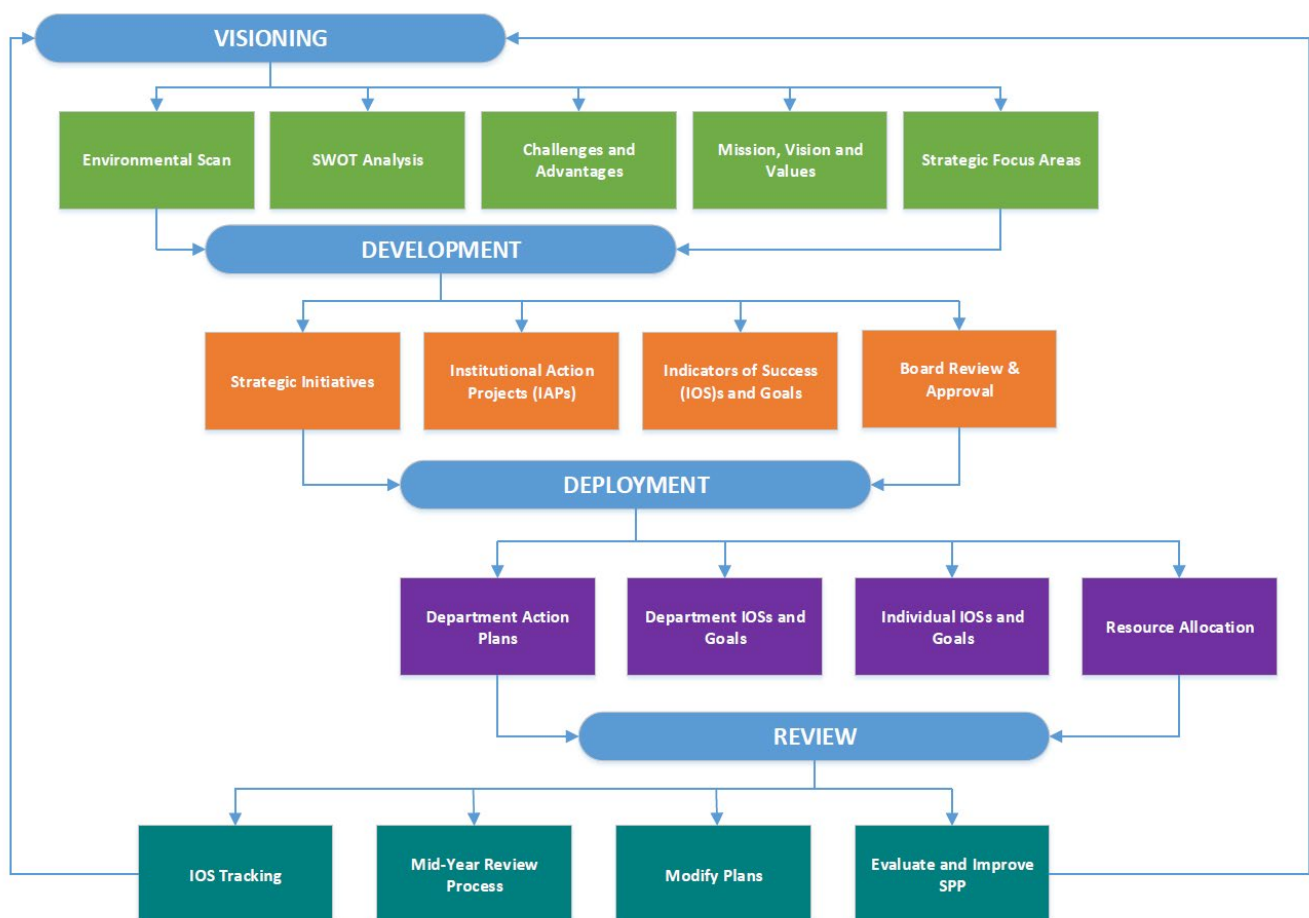 VISIONING
Environmental Scan
SWOT Analysis
Challenges and
Advantages
Mission, Vision and
Values
Strategic Focus Areas
DEVELOPMENT
Strategic Initiatives
Institutional Action
Projects (IAPs)
Indicators of Success
(IOS)s and Goals
Board Review &
Approval
DEPLOYMENT
Department Action
Plans
Department IOSs and
Goals
Individual IOSs and
Goals
Resource Allocation
REVIEW
IOS Tracking
Mid-Year Review
Process
Modify Plans
Evaluate and Improve
SPP